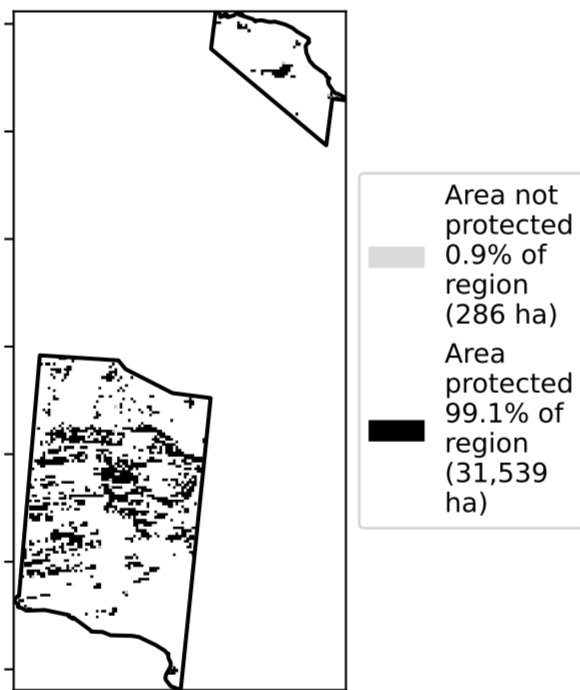 Area not
protected
0.9% of
region
(286 ha)
Area
protected
99.1% of
region
(31,539
ha)